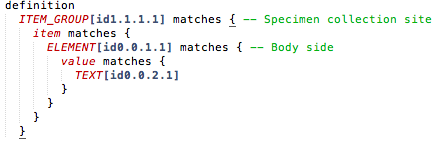 definition
ITEM_GROUP[id1.1.1.1] matches { -- Specimen collection site
item matches {
ELEMENT[id0.0.1.1] matches { -- Body side
value matches {
TEXT[id0.0.2.1]
}
}
}
}